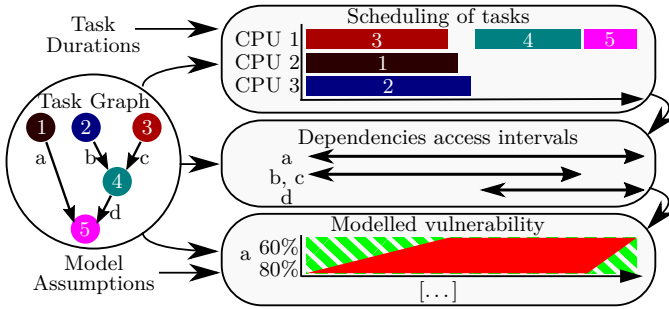 Task
Durations
Scheduling of tasks
CPU 1
3
4
5
CPU 2
1
CPU 3
2
Task Graph
1
2
3
a
b
c
4
d
5
Dependencies access intervals
a
b, c
d
Model
Assumptions
Modelled vulnerability
a
60%
80%
[...]